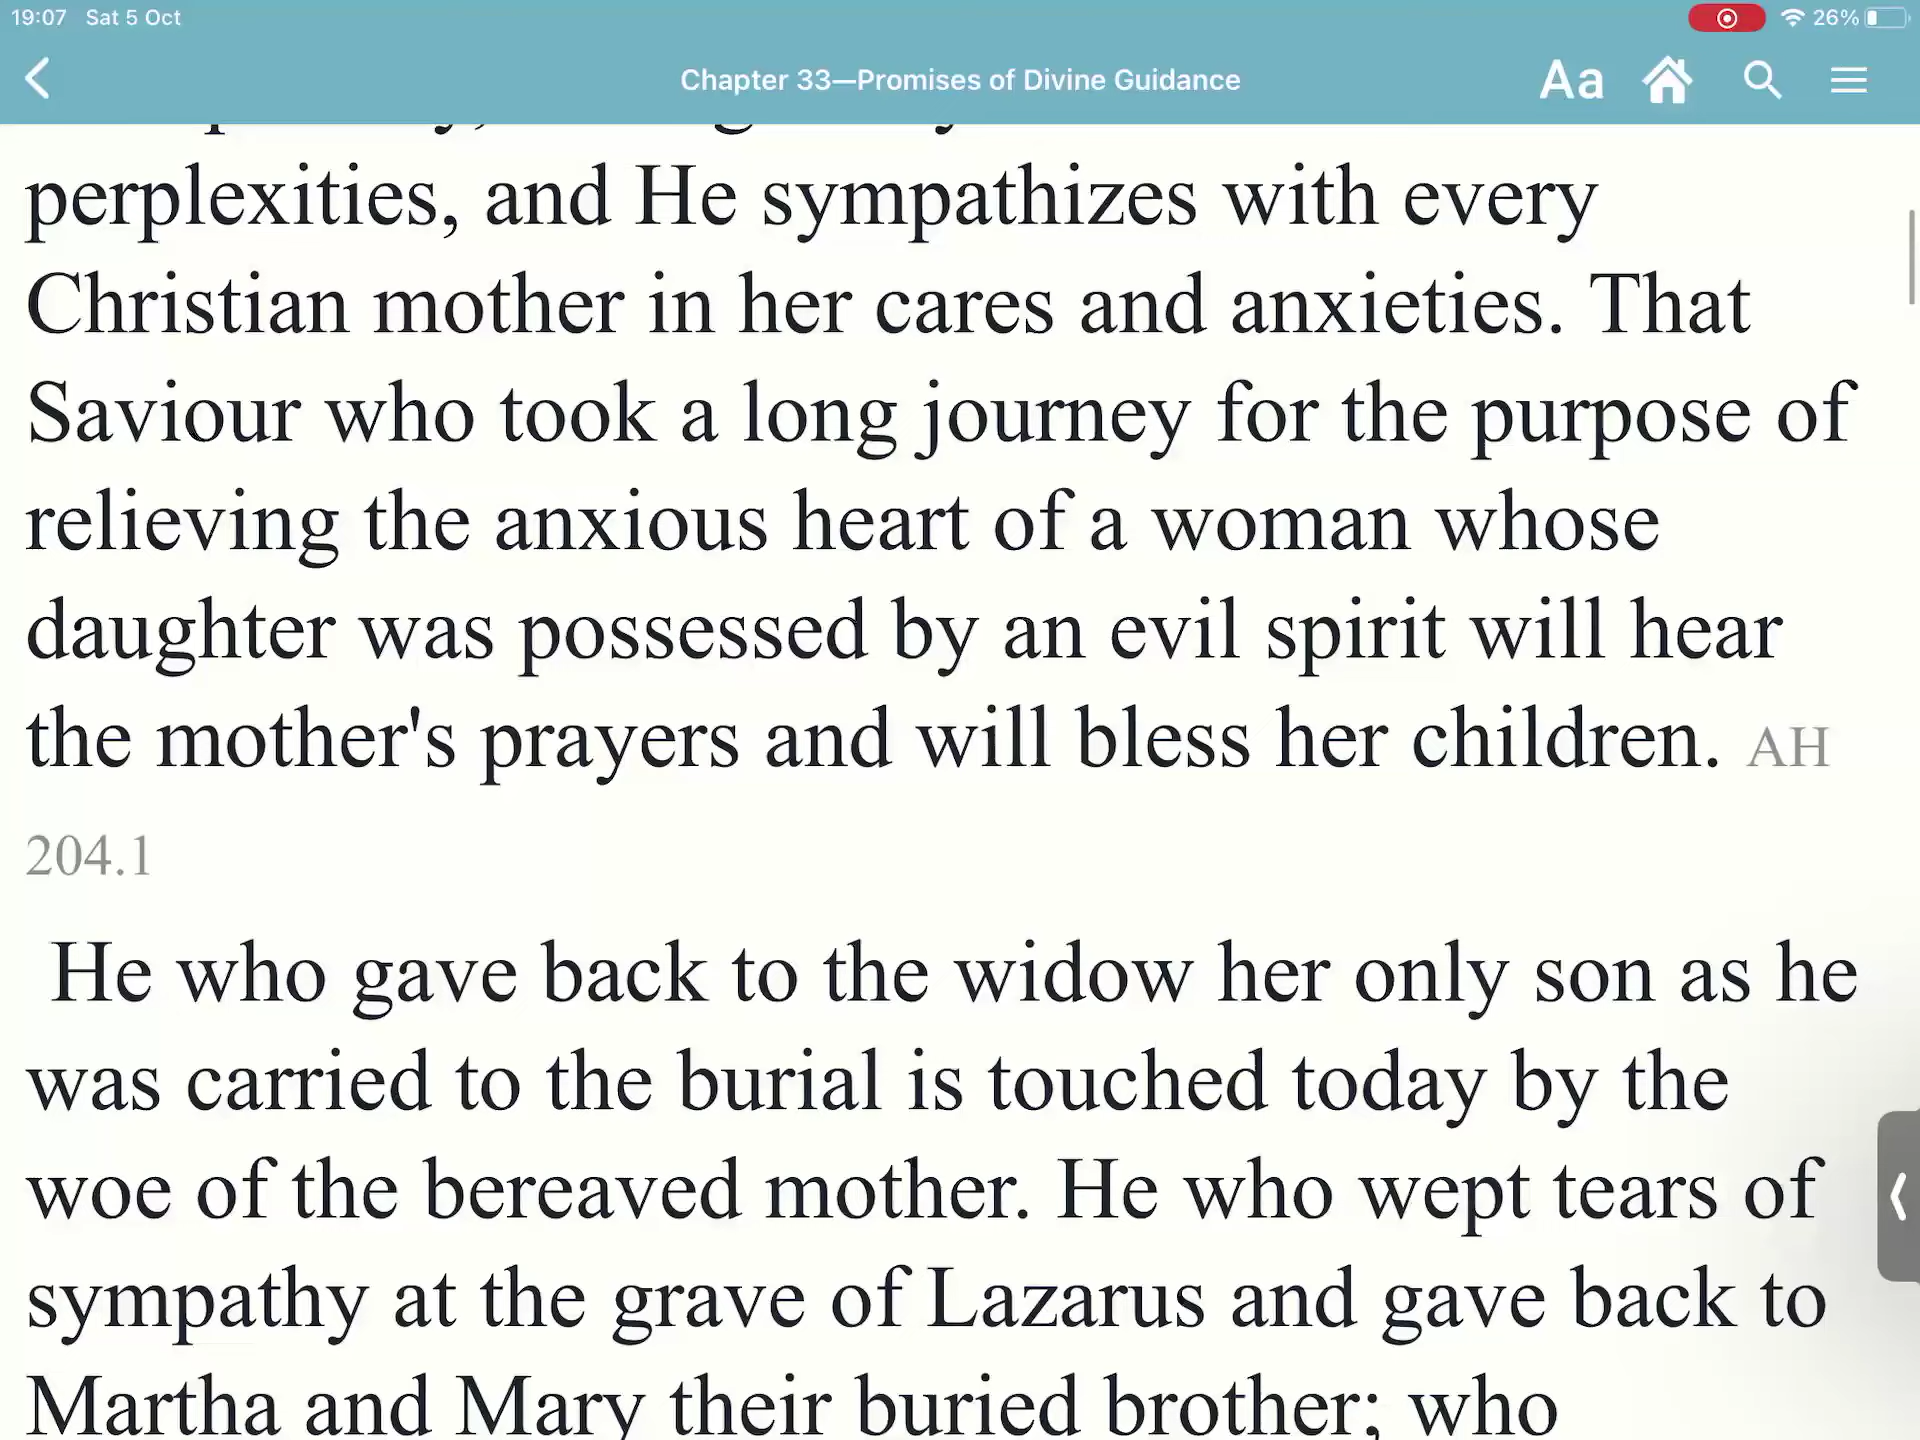 19:07 Sat 5 Oct
26%
Chapter 33—Promises of Divine Guidance
Aa
perplexities, and He sympathizes with every
Christian mother in her cares and anxieties. That
Saviour who took a long journey for the purpose of
relieving the anxious heart of a woman whose
daughter was possessed by an evil spirit will hear
the mother's prayers and will bless her children. AH
204.1
He who gave back to the widow her only son as he
was carried to the burial is touched today by the
woe of the bereaved mother. He who wept tears of
sympathy at the grave of Lazarus and gave back to
Martha and Mary their buried brother; who